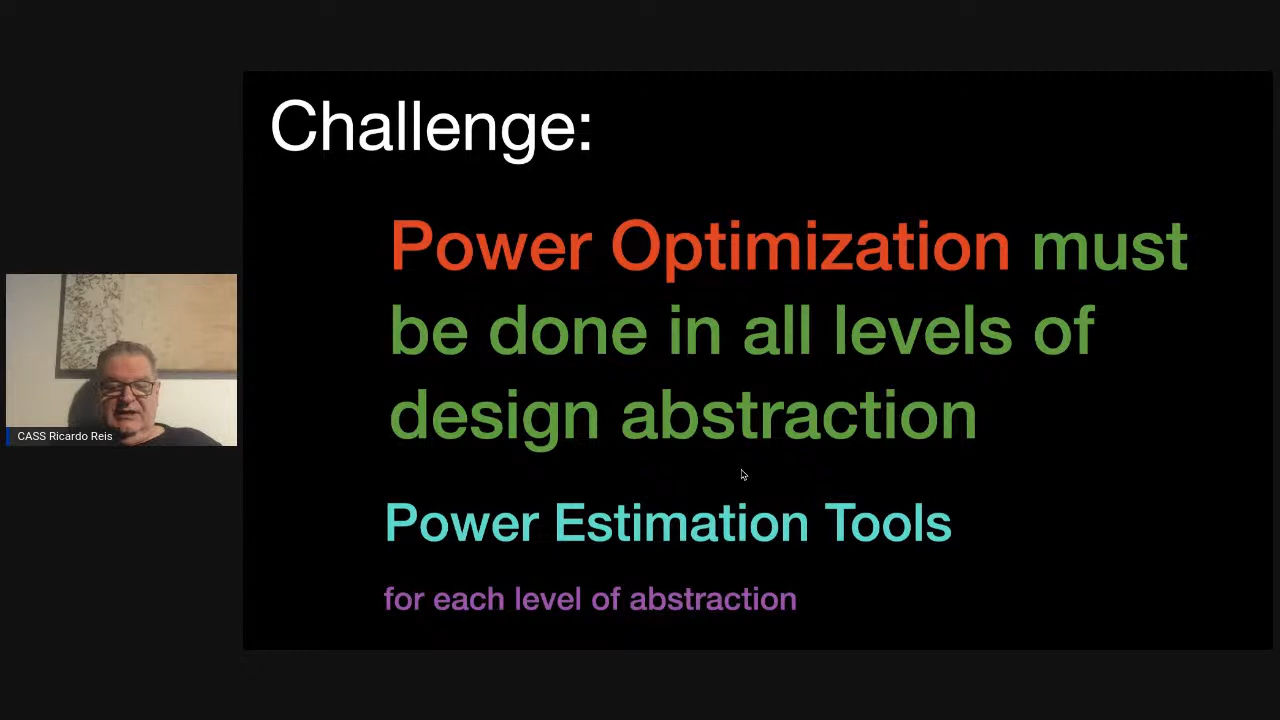 Challenge:
Power Optimization must
be done in all levels of
design abstraction
Power Estimation Tools
for each level of abstraction
CASS Ricardo Reis